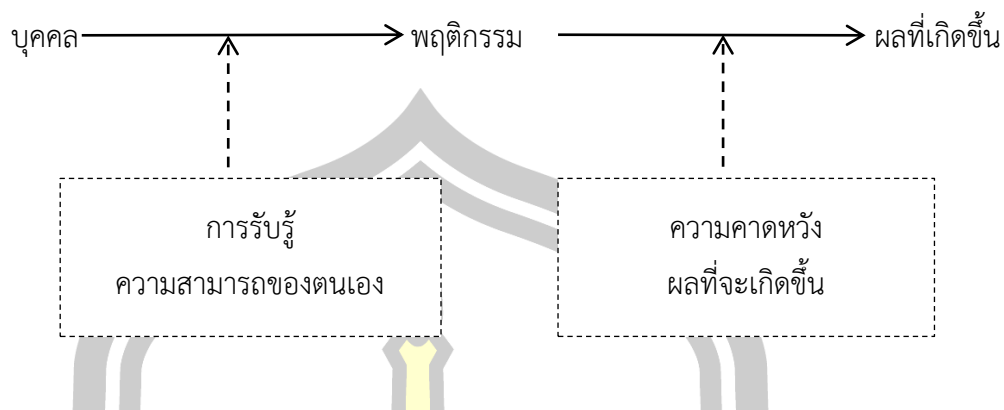 บุคคล พฤติกรรม ผลที่เกิดขึ้น
การรับรู้
ความสามารถของตนเอง
ความคาดหวัง
ผลที่จะเกิดขึ้น